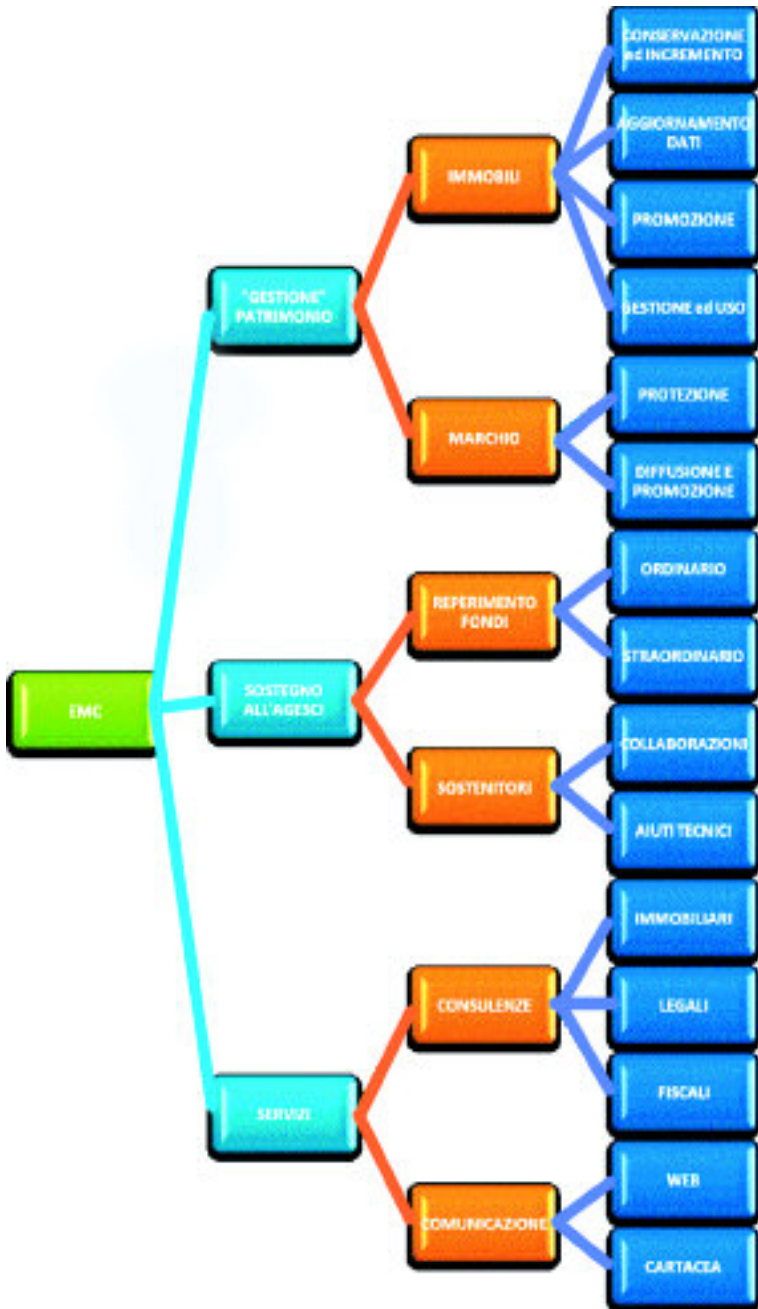 EMC
"GESTIONE"
PATRIMONIO
IMMOBILI
CONSERVAZIONE
ed INCREMENTO
AGGIORNAMENTO
DATI
PROMOZIONE
GESTIONE ed USO
MARCHIO
PROTEZIONE
DIFFUSIONE E
PROMOZIONE
SOSTEGNO
ALL'AGESCI
REPERIMENTO
FONDI
ORDINARIO
STRAORDINARIO
SOSTENITORI
COLLABORAZIONI
AIUTI TECNICI
SERVIZI
CONSULENZE
IMMOBILIARI
LEGALI
FISCALI
COMUNICAZIONE
WEB
CARTACEA